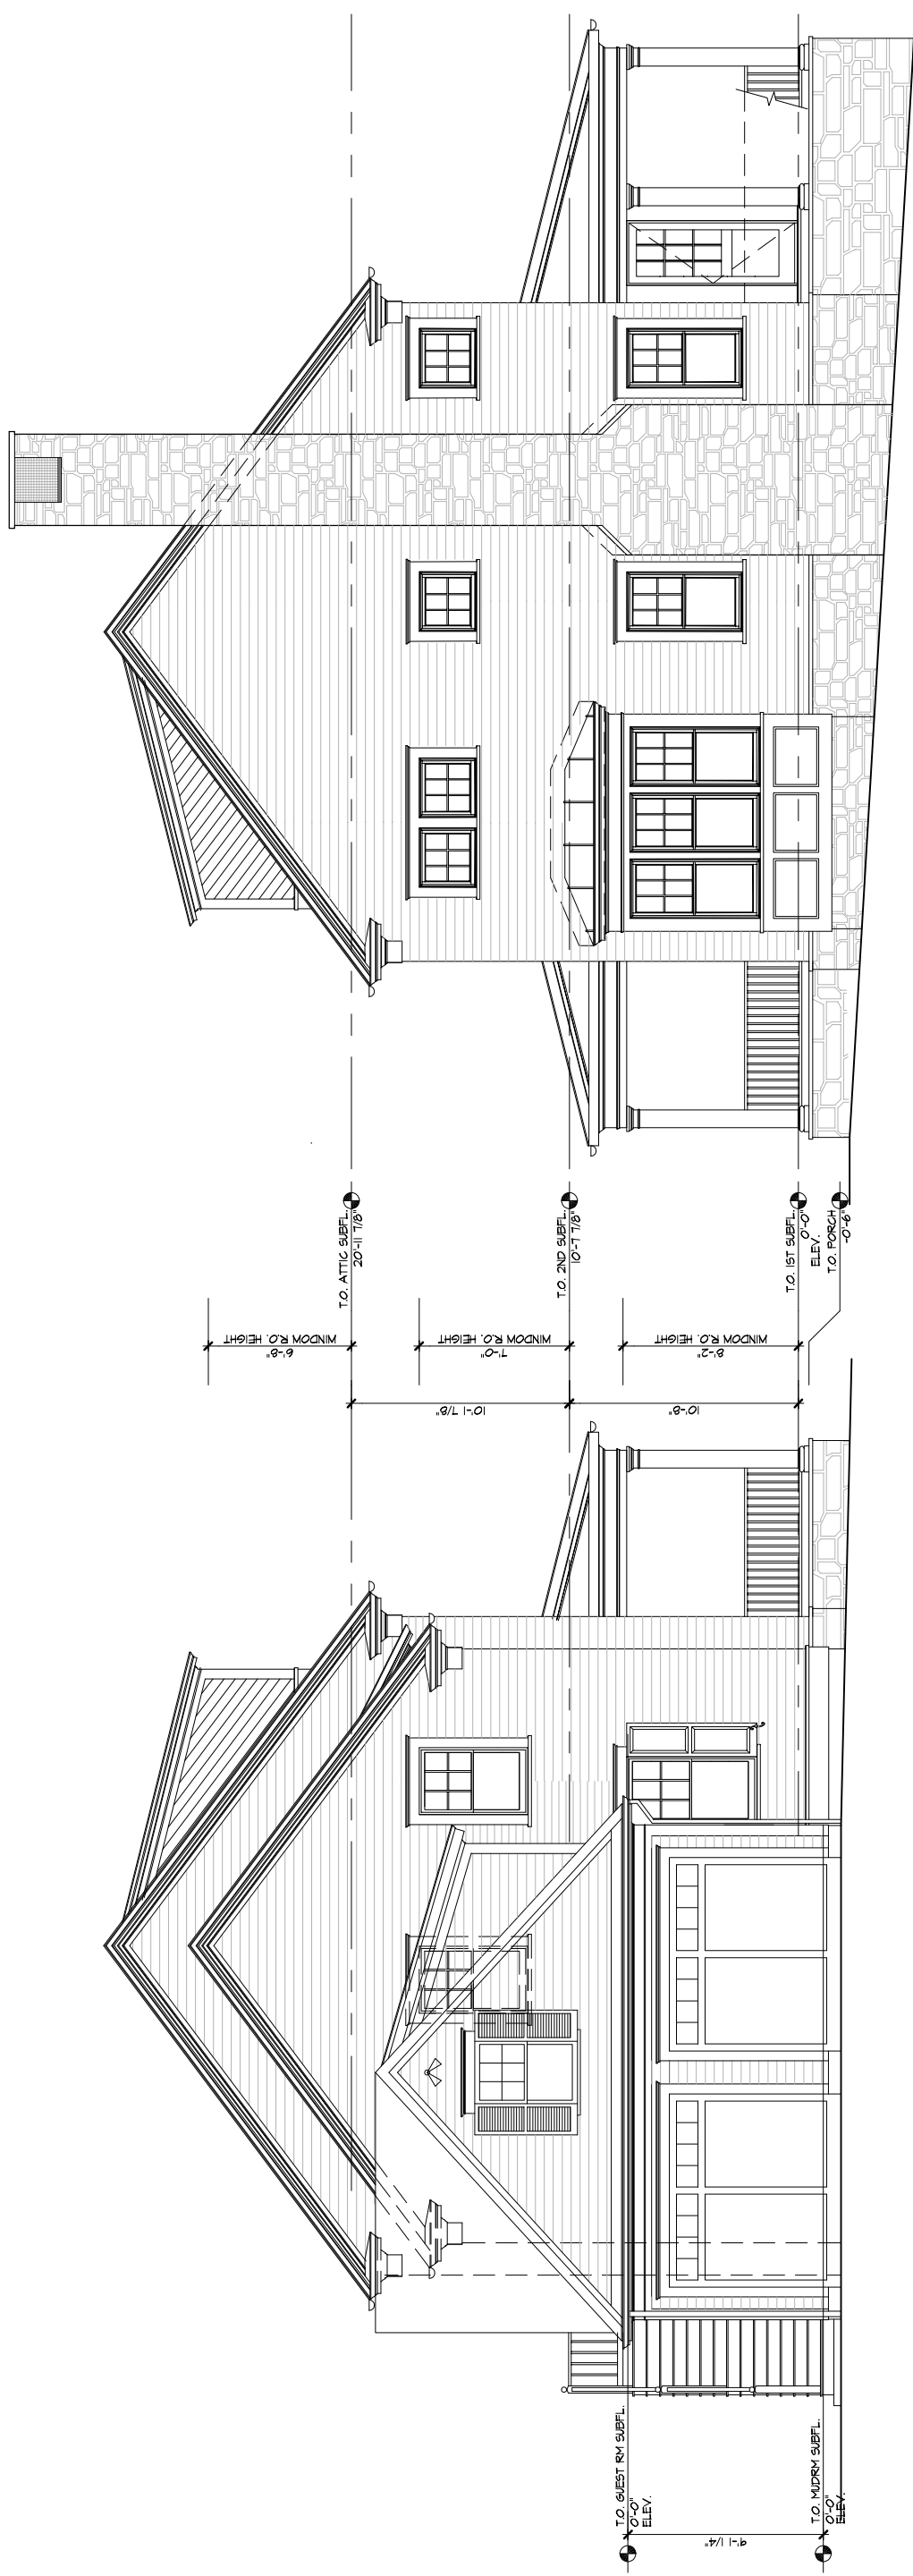 T.O. ATTIC SUBFL.
20'-11 7/8"
T.O. 2ND SUBFL.
10'-7 7/8"
T.O. 1ST SUBFL.
0'-0"
ELEV.
T.O. PORCH
-0'-6"
6'-8"
WINDOW R.O. HEIGHT
7'-0"
WINDOW R.O. HEIGHT
8'-2"
WINDOW R.O. HEIGHT
10'-1 7/8"
10'-8"
T.O. GUEST RM SUBFL.
0'-0"
ELEV.
T.O. MUDRM SUBFL.
0'-0"
ELEV.
9'-1 1/4"